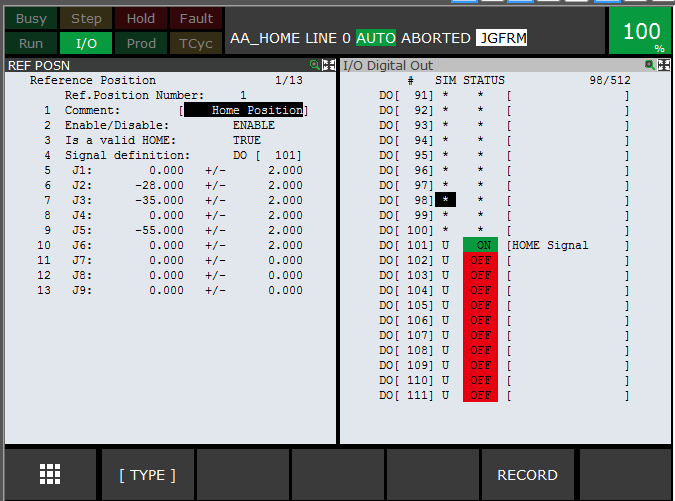 Busy Step Hold Fault
Run I/O Prod TCyc
AA_HOME LINE 0 AUTO ABORTED JGFRM
100 %
REF POSN
Reference Position 1/13
Ref.Position Number: 1
1 Comment: [ Home Position]
2 Enable/Disable: ENABLE
3 Is a valid HOME: TRUE
4 Signal definition: DO [ 101]
5 J1: 0.000 +/- 2.000
6 J2: -28.000 +/- 2.000
7 J3: -35.000 +/- 2.000
8 J4: 0.000 +/- 2.000
9 J5: -55.000 +/- 2.000
10 J6: 0.000 +/- 2.000
11 J7: 0.000 +/- 0.000
12 J8: 0.000 +/- 0.000
13 J9: 0.000 +/- 0.000
I/O Digital Out
# SIM STATUS 98/512
DO[ 91] * * [ ]
DO[ 92] * * [ ]
DO[ 93] * * [ ]
DO[ 94] * * [ ]
DO[ 95] * * [ ]
DO[ 96] * * [ ]
DO[ 97] * * [ ]
DO[ 98] * * [ ]
DO[ 99] * * [ ]
DO[ 100] * * [ ]
DO[ 101] U ON [HOME Signal ]
DO[ 102] U OFF [ ]
DO[ 103] U OFF [ ]
DO[ 104] U OFF [ ]
DO[ 105] U OFF [ ]
DO[ 106] U OFF [ ]
DO[ 107] U OFF [ ]
DO[ 108] U OFF [ ]
DO[ 109] U OFF [ ]
DO[ 110] U OFF [ ]
DO[ 111] U OFF [ ]
[ TYPE ] RECORD